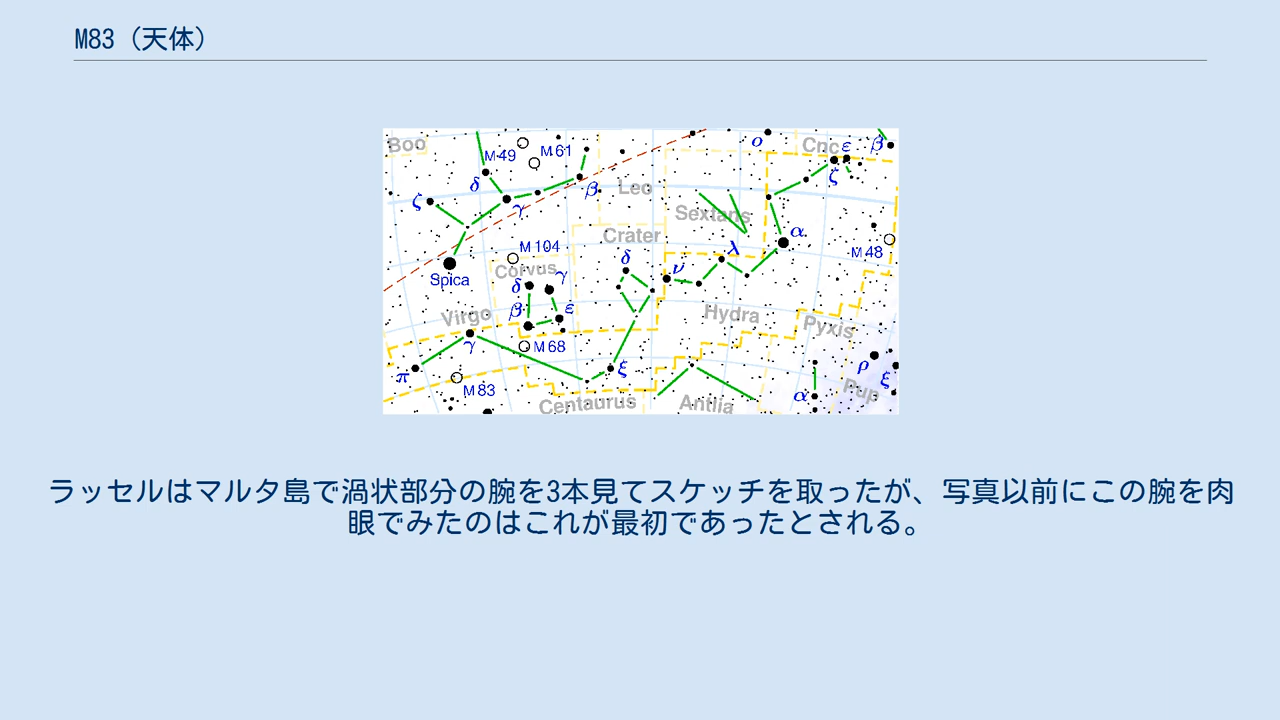 M83（天体）
Boo
M49
M61
ο
Cnc
ε
β
ζ
δ
ζ
γ
β
Leo
Sextans
α
Crater
λ
M48
M104
Corvus
δ
ν
Spica
δ
γ
β
ε
Virgo
Hydra
Pyxis
γ
M68
π
ξ
ρ
ξ
M83
Pup
α
Centaurus
Antlia
ラッセルはマルタ島で渦状部分の腕を3本見てスケッチを取ったが、写真以前にこの腕を肉
眼でみたのはこれが最初であったとされる。